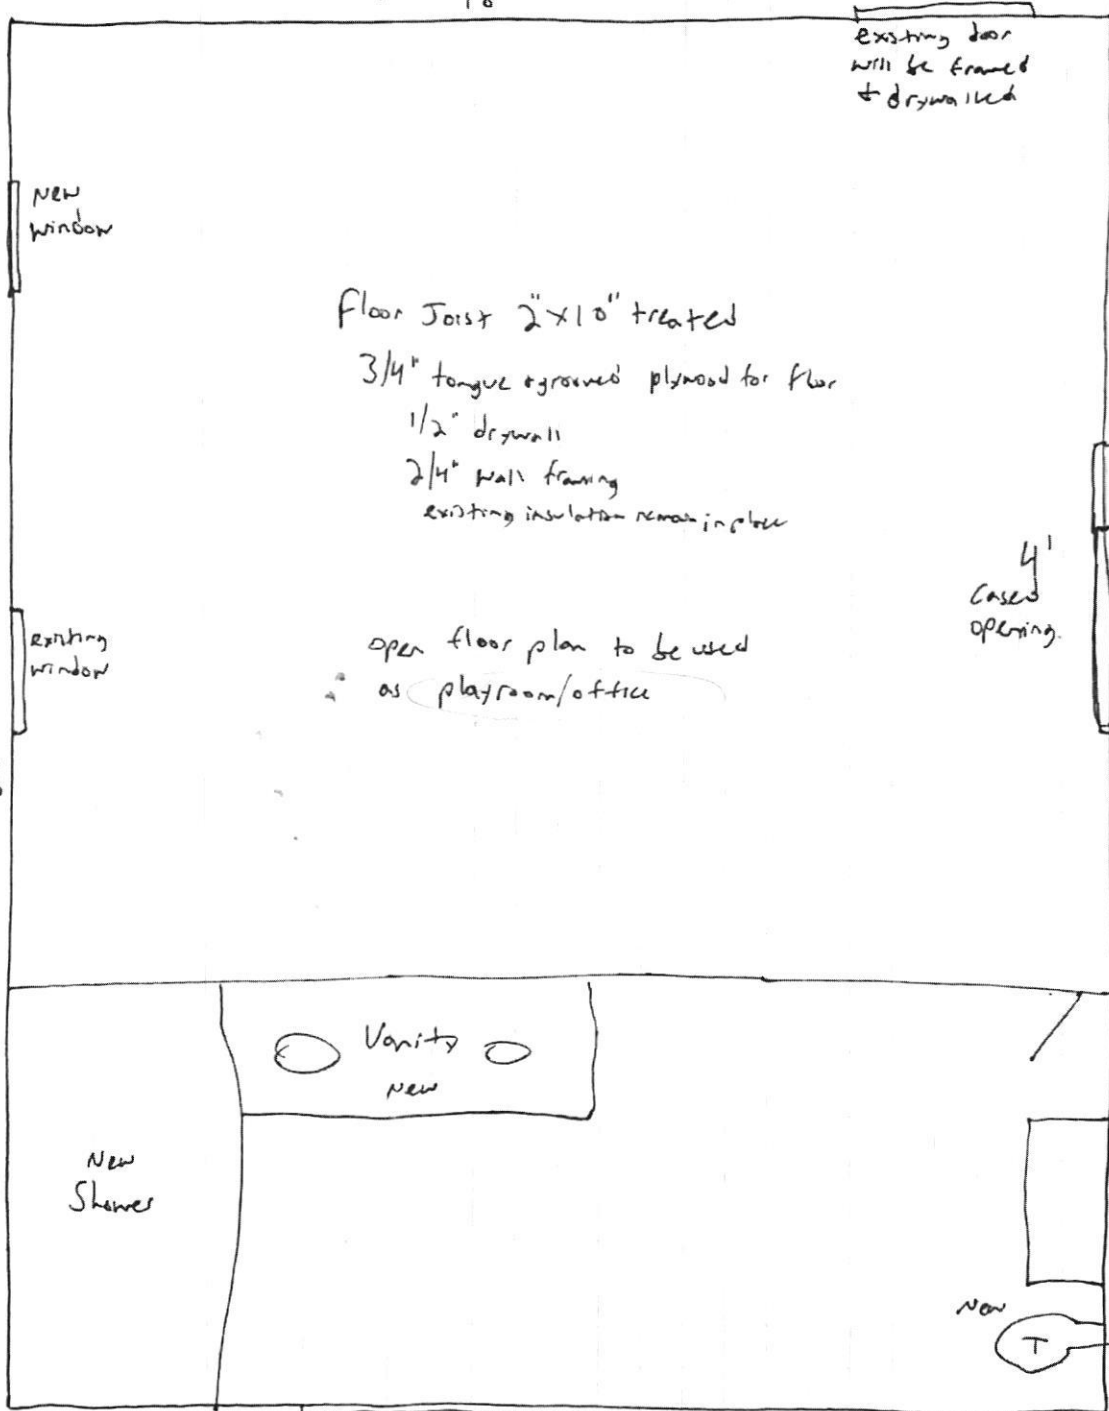 existing door
will be framed
+ drywalled
New
window
Floor Joist 2"x10" treated
3/4" tongue + grooved plywood for floor
1/2" drywall
2/4" wall framing
existing insulation remain in place
4'
Cased
opening.
existing
window
open floor plan to be used
as playroom/office
Vanity
New
New
Shower
New
T